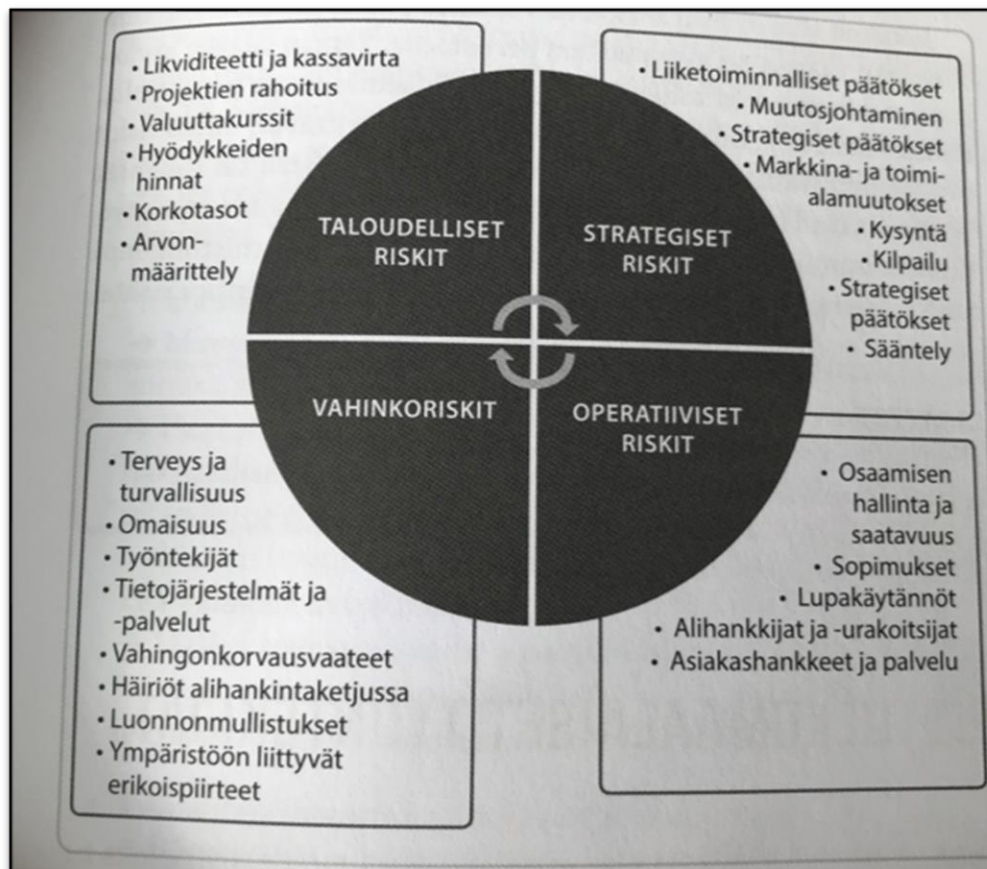 • Likviditeetti ja kassavirta
• Projektien rahoitus
• Valuuttakurssit
• Hyödykkeiden
hinnat
• Korkotasot
• Arvon-
määrittely
• Liiketoiminnalliset päätökset
• Muutosjohtaminen
• Strategiset päätökset
• Markkina- ja toimi-
alamuutokset
• Kysyntä
• Kilpailu
• Strategiset
päätökset
• Sääntely
TALOUDELLISET
RISKIT
STRATEGISET
RISKIT
VAHINKORISKIT
OPERATIIVISET
RISKIT
• Terveys ja
turvallisuus
• Omaisuus
• Työntekijät
• Tietojärjestelmät ja
-palvelut
• Vahingonkorvausvaateet
• Häiriöt alihankintaketjussa
• Luonnonmullistukset
• Ympäristöön liittyvät
erikoispiirteet
• Osaamisen
hallinta ja
saatavuus
• Sopimukset
• Lupakäytännöt
• Alihankkijat ja -urakoitsijat
• Asiakashankkeet ja palvelu